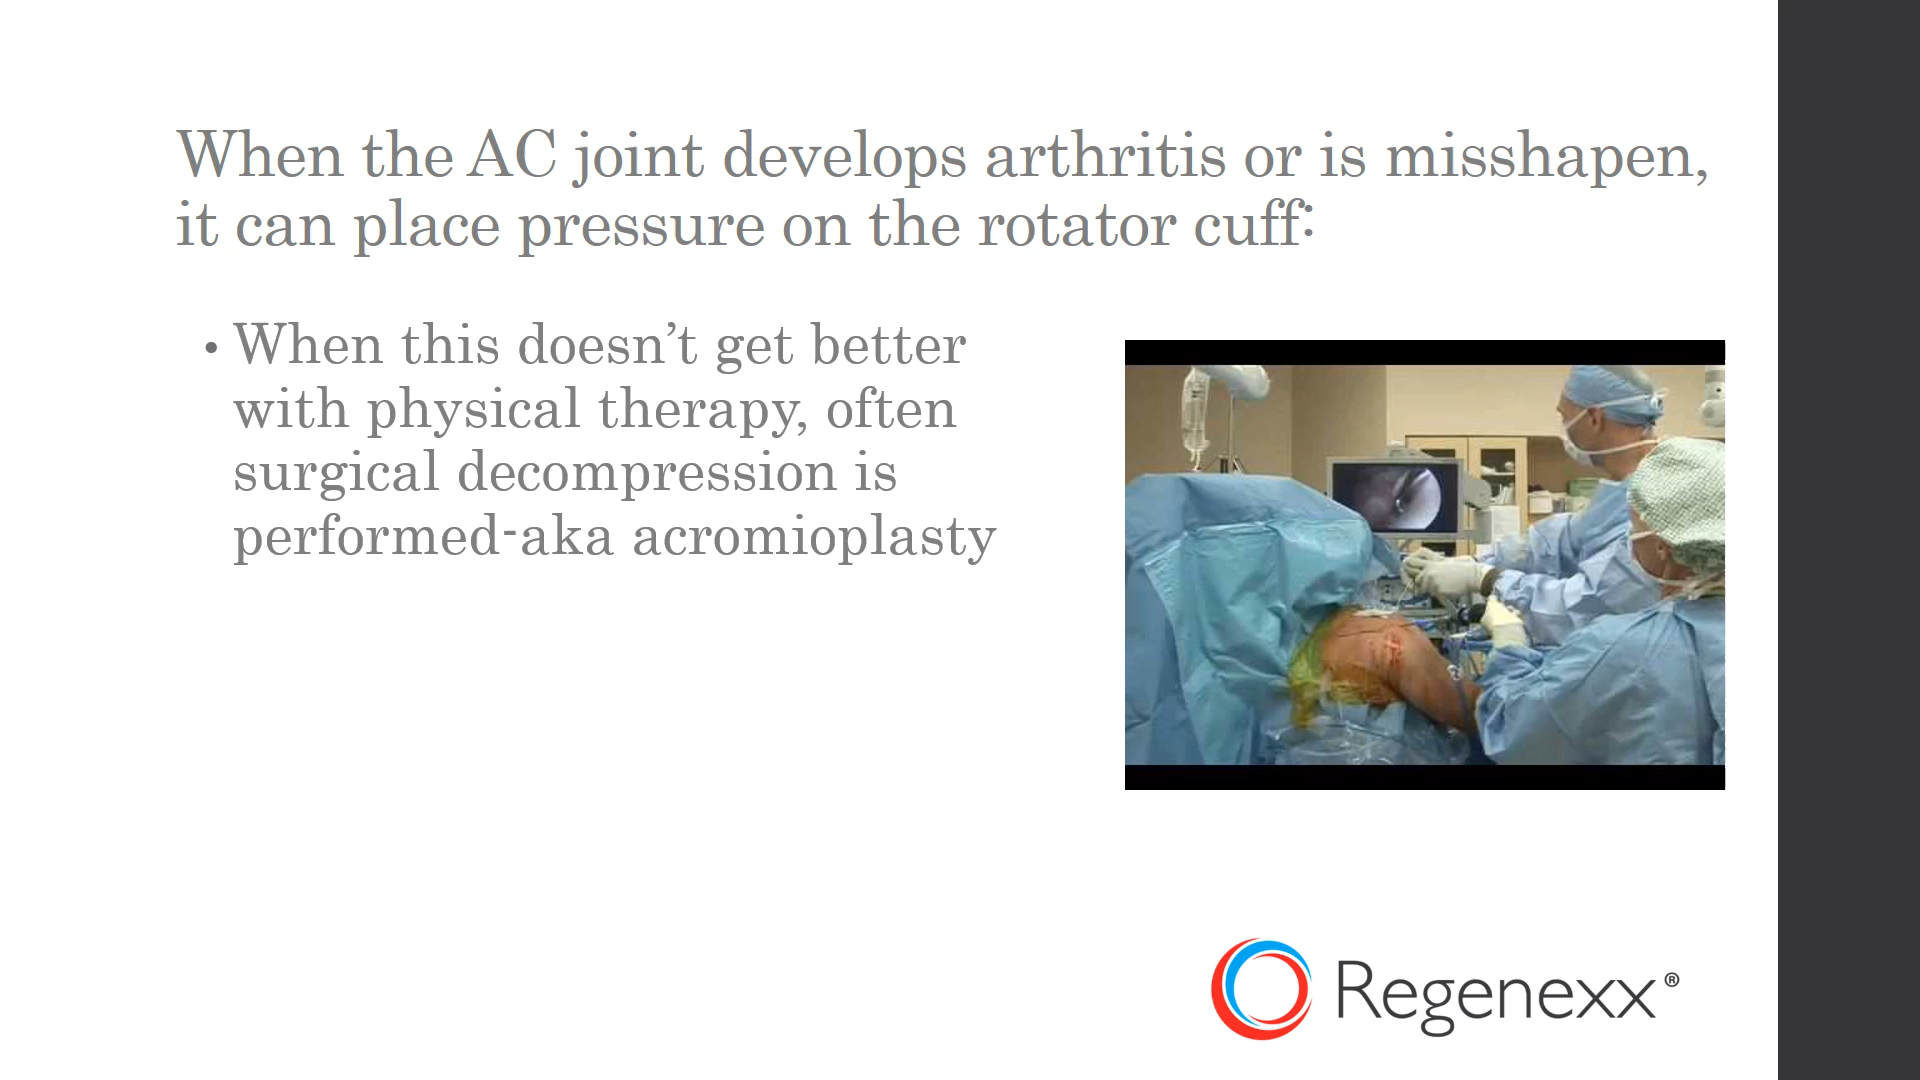 When the AC joint develops arthritis or is misshapen,
it can place pressure on the rotator cuff:
• When this doesn’t get better
with physical therapy, often
surgical decompression is
performed-aka acromioplasty
Regenexx®